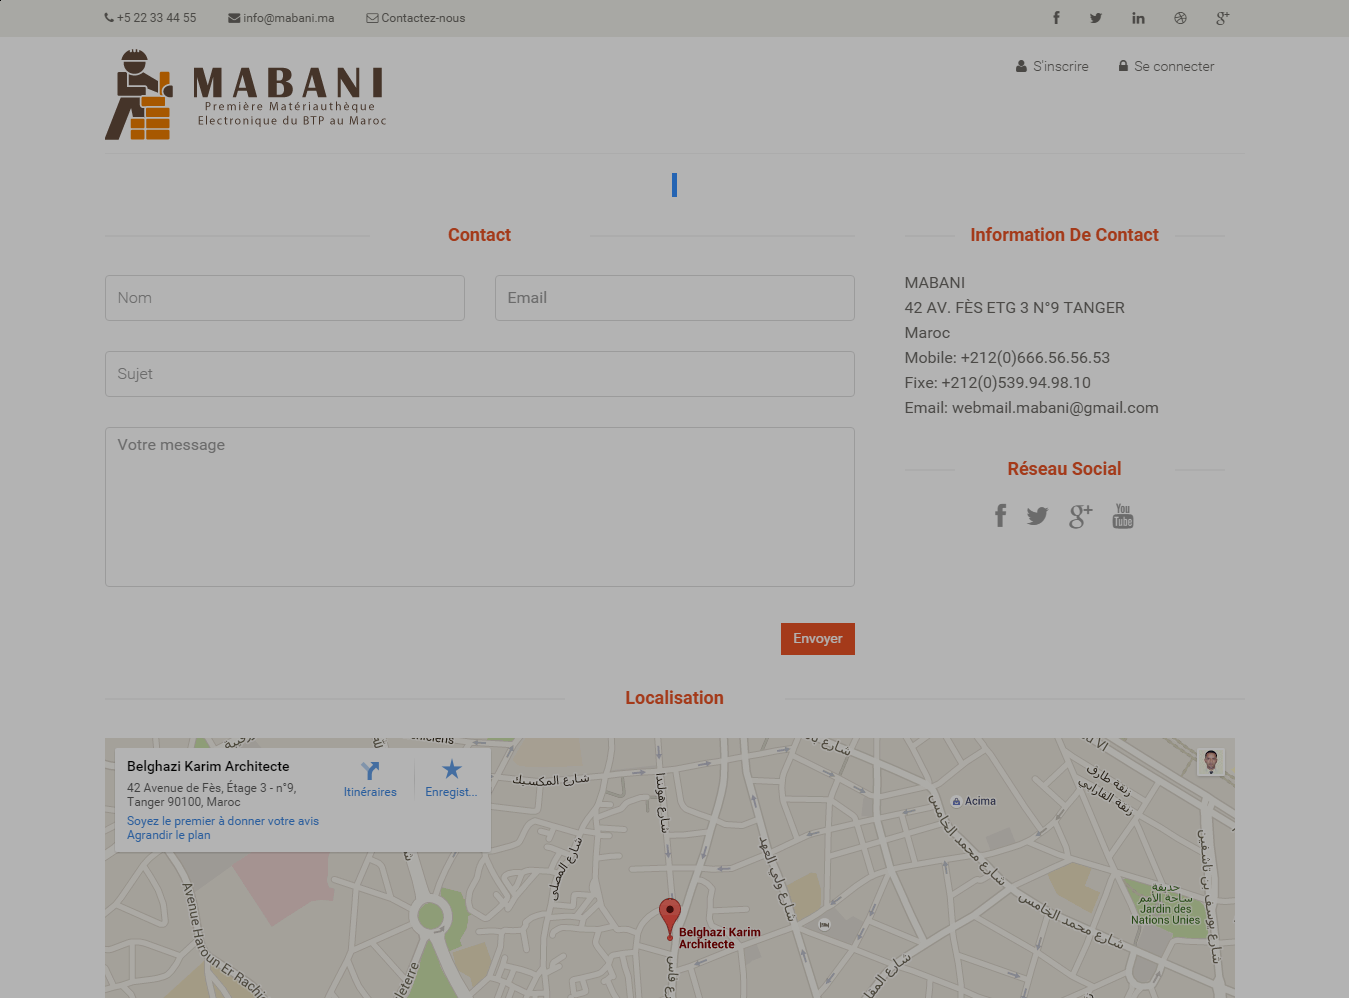 +5 22 33 44 55
info@mabani.ma
Contactez-nous
MABANI
Première Matériauthèque
Electronique du BTP au Maroc
S'inscrire
Se connecter
Contact
Nom
Email
Sujet
Votre message
Envoyer
Information De Contact
MABANI
42 AV. FÈS ETG 3 N°9 TANGER
Maroc
Mobile: +212(0)666.56.56.53
Fixe: +212(0)539.94.98.10
Email: webmail.mabani@gmail.com
Réseau Social
You
Tube
Localisation
Belghazi Karim Architecte
42 Avenue de Fès, Étage 3 - n°9,
Tanger 90100, Maroc
Soyez le premier à donner votre avis
Agrandir le plan
Itinéraires
Enregist...
شارع المكسيك
شارع هولندا
شارع المصلى
شارع ولي العهد
Acima
زنقة طارق
زنقة الفارابي
شارع محمد الخامس
شارع محمد الخامس
شارع يوسف بن تاشفين
حديقة
ساحة الأمم
Jardin des
Nations Unies
Belghazi Karim
Architecte
شارع فاس
Avenue Haroun Er Rachi
leterre